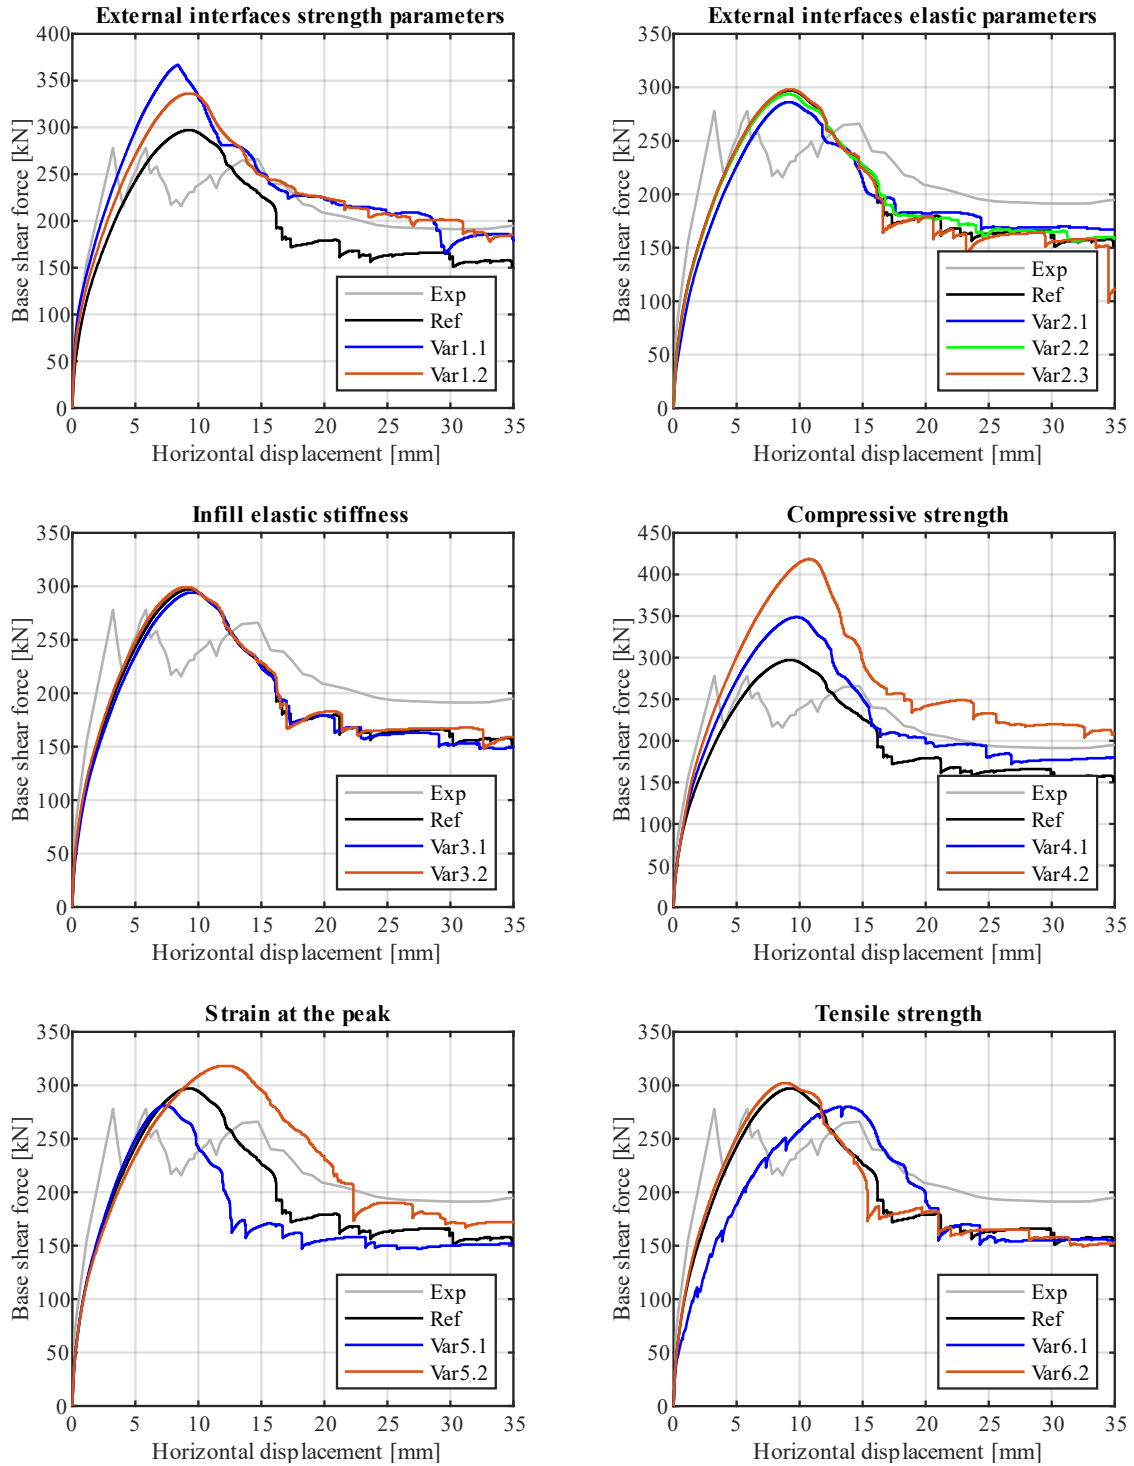 External interfaces strength parameters
400
350
300
250
200
150
100
50
0
Base shear force [kN]
Exp
Ref
Var1.1
Var1.2
0 5 10 15 20 25 30 35
Horizontal displacement [mm]
External interfaces elastic parameters
350
300
250
200
150
100
50
0
Base shear force [kN]
Exp
Ref
Var2.1
Var2.2
Var2.3
0 5 10 15 20 25 30 35
Horizontal displacement [mm]
Infill elastic stiffness
350
300
250
200
150
100
50
0
Base shear force [kN]
Exp
Ref
Var3.1
Var3.2
0 5 10 15 20 25 30 35
Horizontal displacement [mm]
Compressive strength
450
400
350
300
250
200
150
100
50
0
Base shear force [kN]
Exp
Ref
Var4.1
Var4.2
0 5 10 15 20 25 30 35
Horizontal displacement [mm]
Strain at the peak
350
300
250
200
150
100
50
0
Base shear force [kN]
Exp
Ref
Var5.1
Var5.2
0 5 10 15 20 25 30 35
Horizontal displacement [mm]
Tensile strength
350
300
250
200
150
100
50
0
Base shear force [kN]
Exp
Ref
Var6.1
Var6.2
0 5 10 15 20 25 30 35
Horizontal displacement [mm]